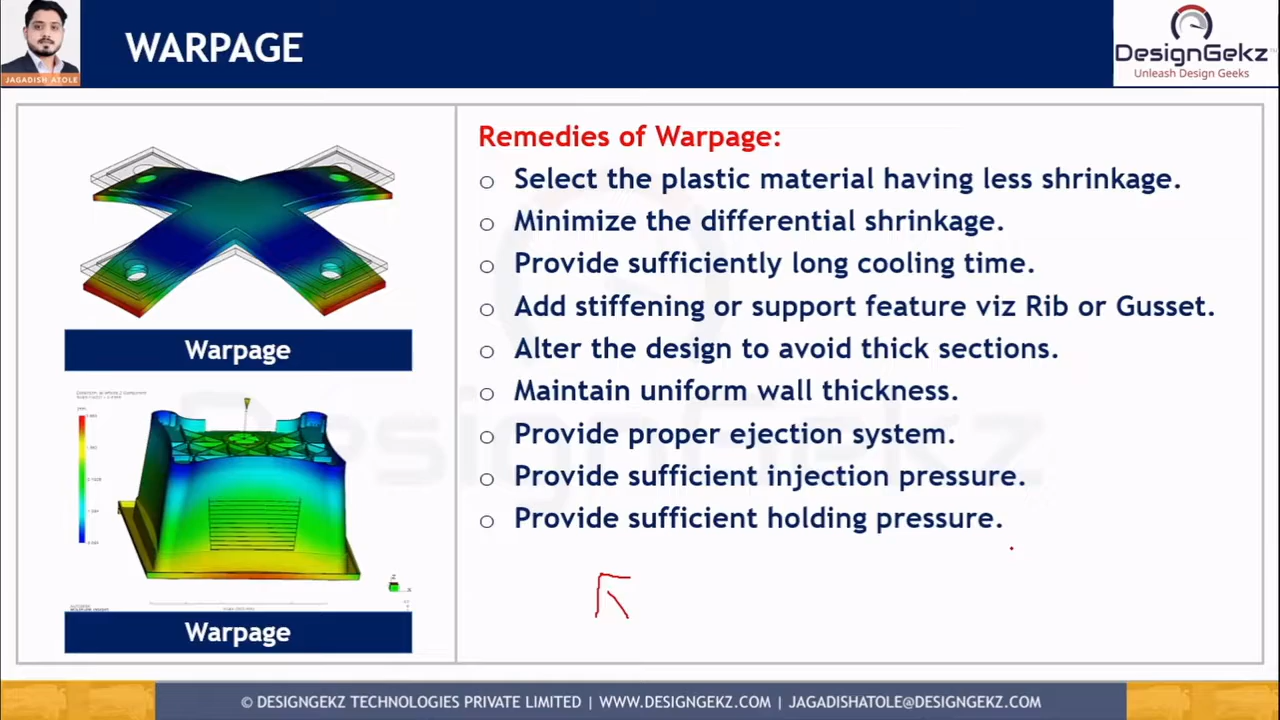 WARPAGE
JAGADISH ATOLE
DesignGekz
Unleash Design Geeks
Remedies of Warpage:
Select the plastic material having less shrinkage.
Minimize the differential shrinkage.
Provide sufficiently long cooling time.
Add stiffening or support feature viz Rib or Gusset.
Alter the design to avoid thick sections.
Maintain uniform wall thickness.
Provide proper ejection system.
Provide sufficient injection pressure.
Provide sufficient holding pressure.
Warpage
Warpage
DesignGekz
© DESIGNGEKZ TECHNOLOGIES PRIVATE LIMITED | WWW.DESIGNGEKZ.COM | JAGADISHATOLE@DESIGNGEKZ.COM